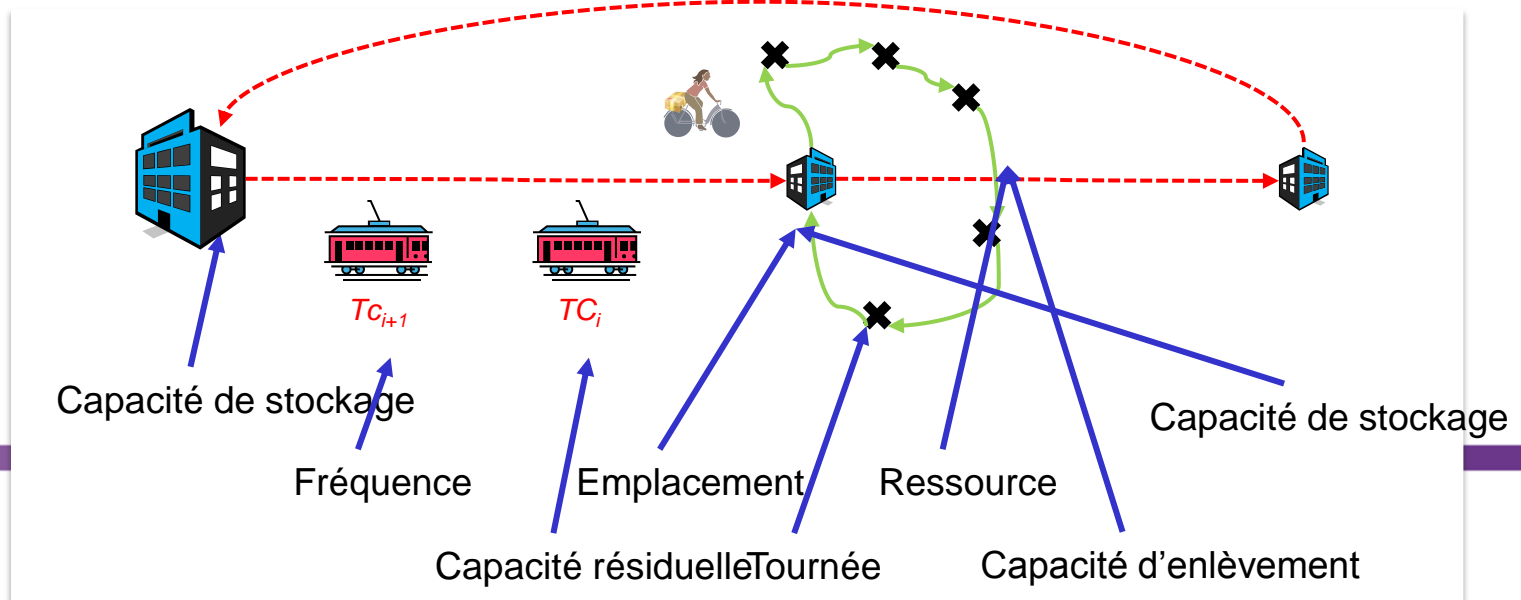 Tc_{i+1}
TC_i
Capacité de stockage
Capacité de stockage
Fréquence
Emplacement
Ressource
Capacité résiduelle
Tournée
Capacité d’enlèvement